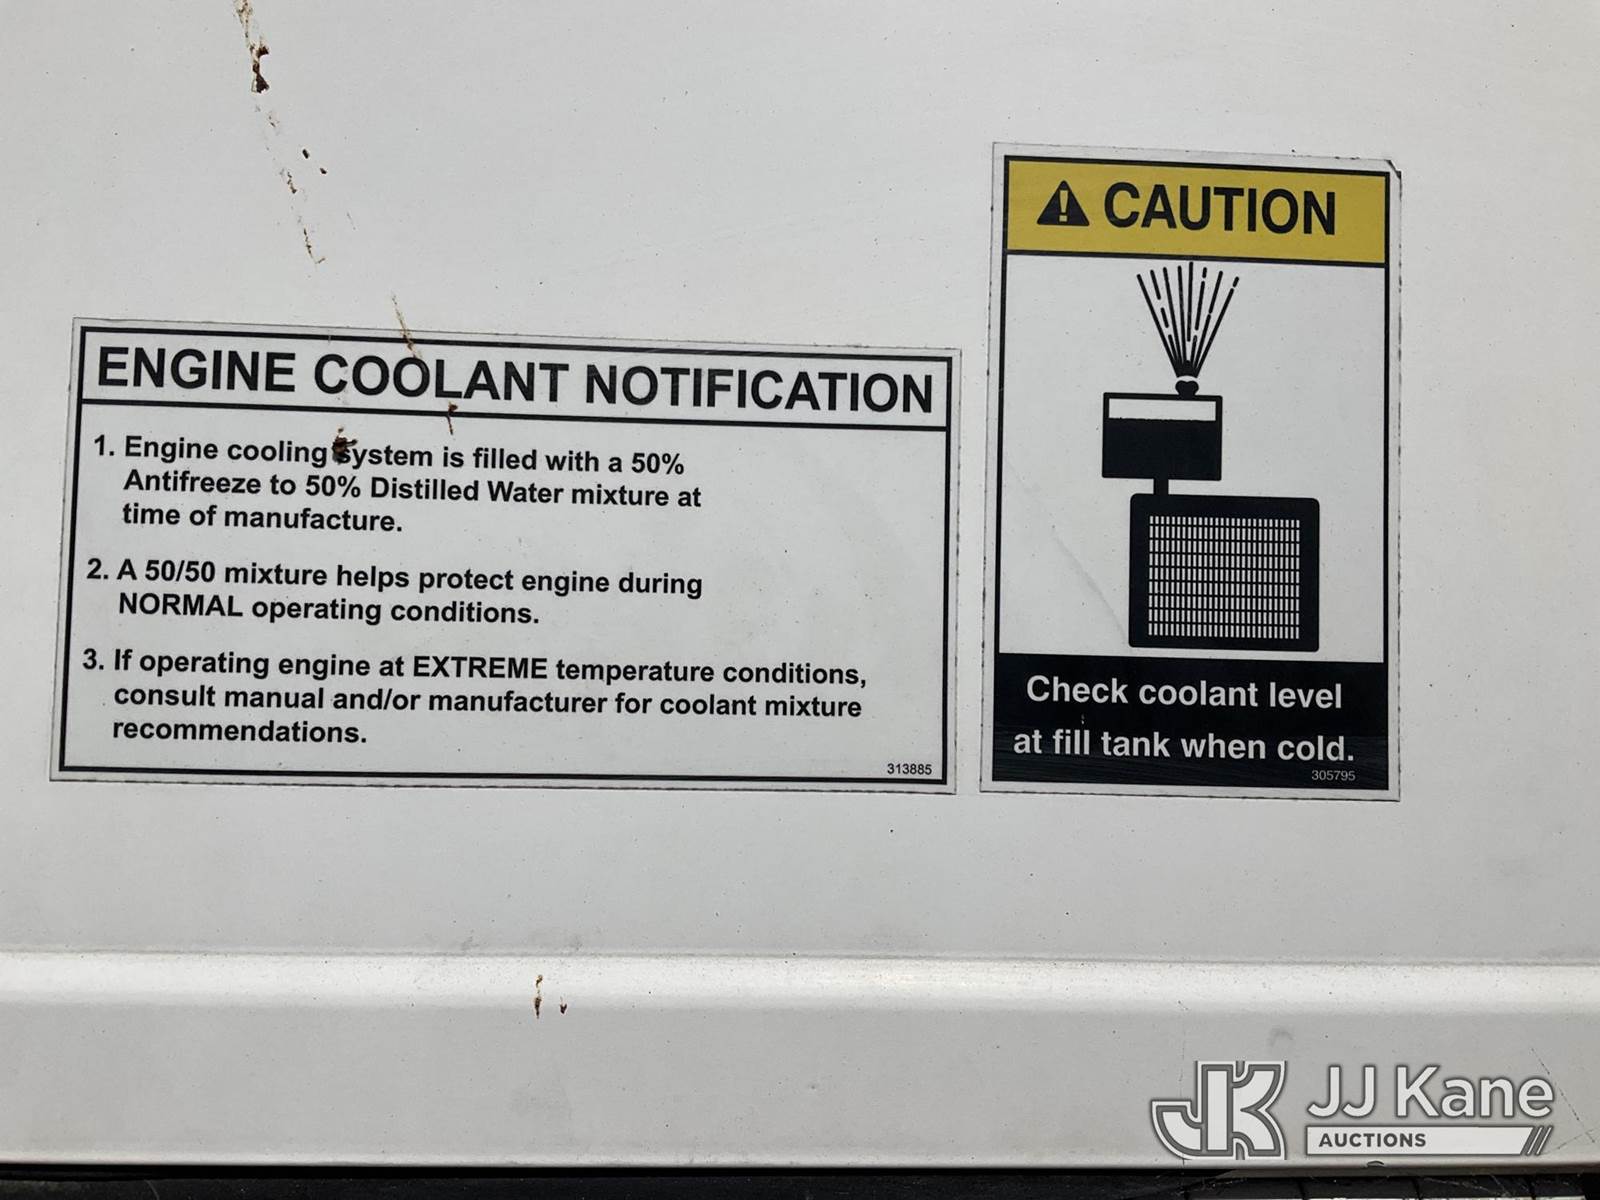 ENGINE COOLANT NOTIFICATION
1. Engine cooling system is filled with a 50%
Antifreeze to 50% Distilled Water mixture at
time of manufacture.
2. A 50/50 mixture helps protect engine during
NORMAL operating conditions.
3. If operating engine at EXTREME temperature conditions,
consult manual and/or manufacturer for coolant mixture
recommendations.
313885
CAUTION
Check coolant level
at fill tank when cold.
305795
JK JJ Kane
AUCTIONS